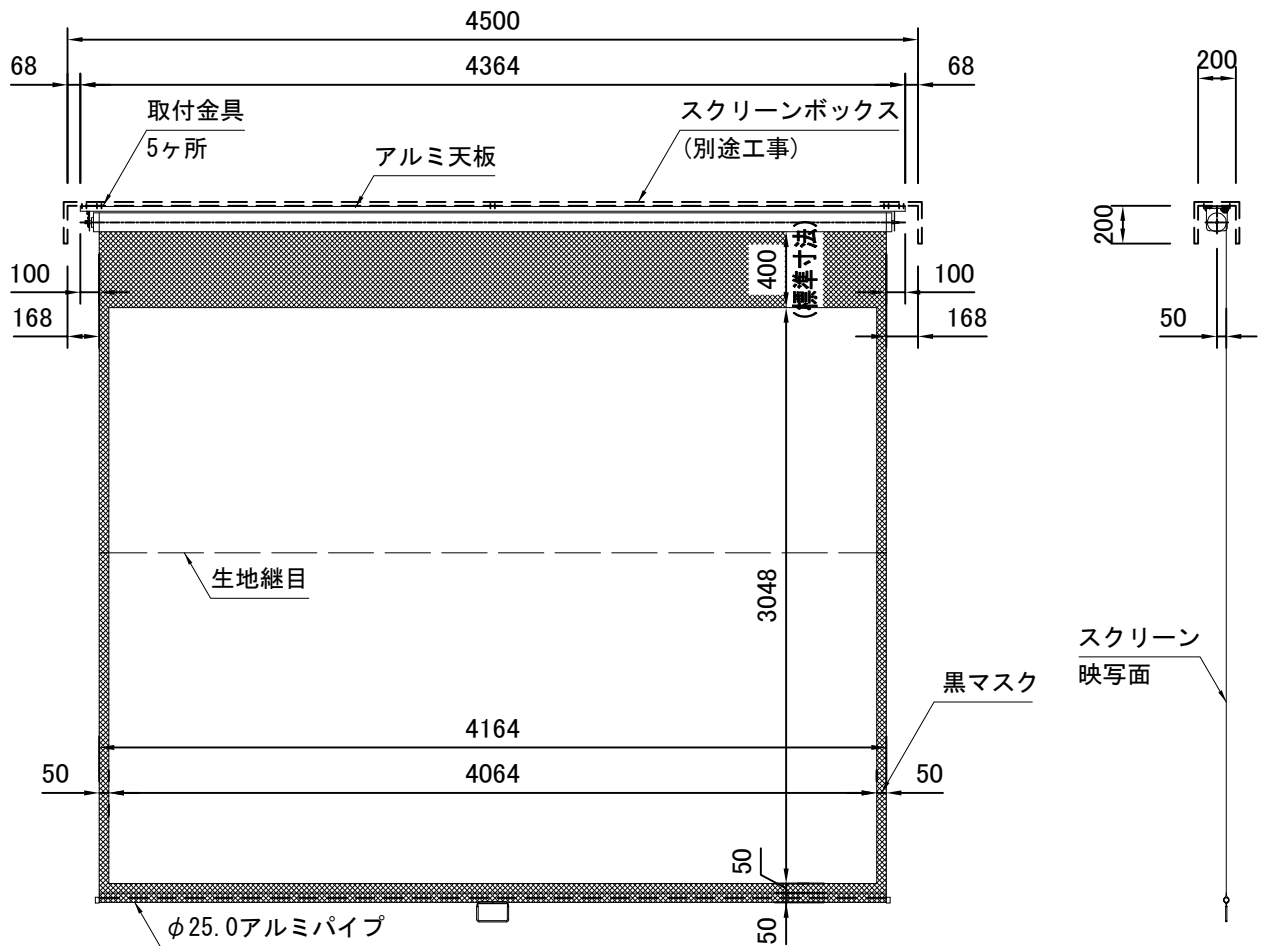 4500
68
4364
68
200
取付金具
5ヶ所
アルミ天板
スクリーンボックス
(別途工事)
200
100
400
(標準寸法)
100
168
168
50
生地継目
3048
スクリーン
映写面
黒マスク
4164
50
4064
50
50
φ25.0アルミパイプ
50